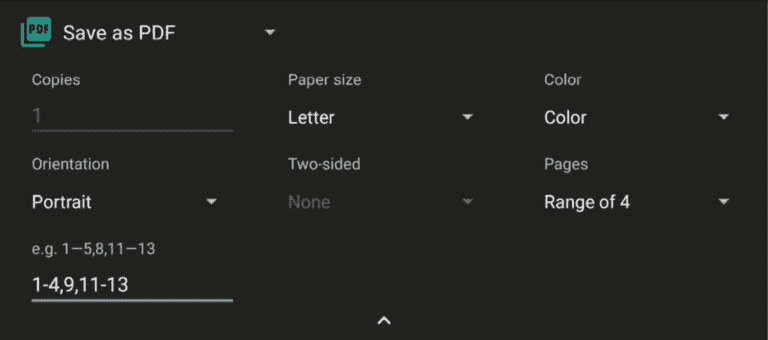 PDF Save as PDF
Copies Paper size Color
1 Letter Color
Orientation Two-sided Pages
Portrait None Range of 4
e.g. 1—5,8,11—13
1-4,9,11-13